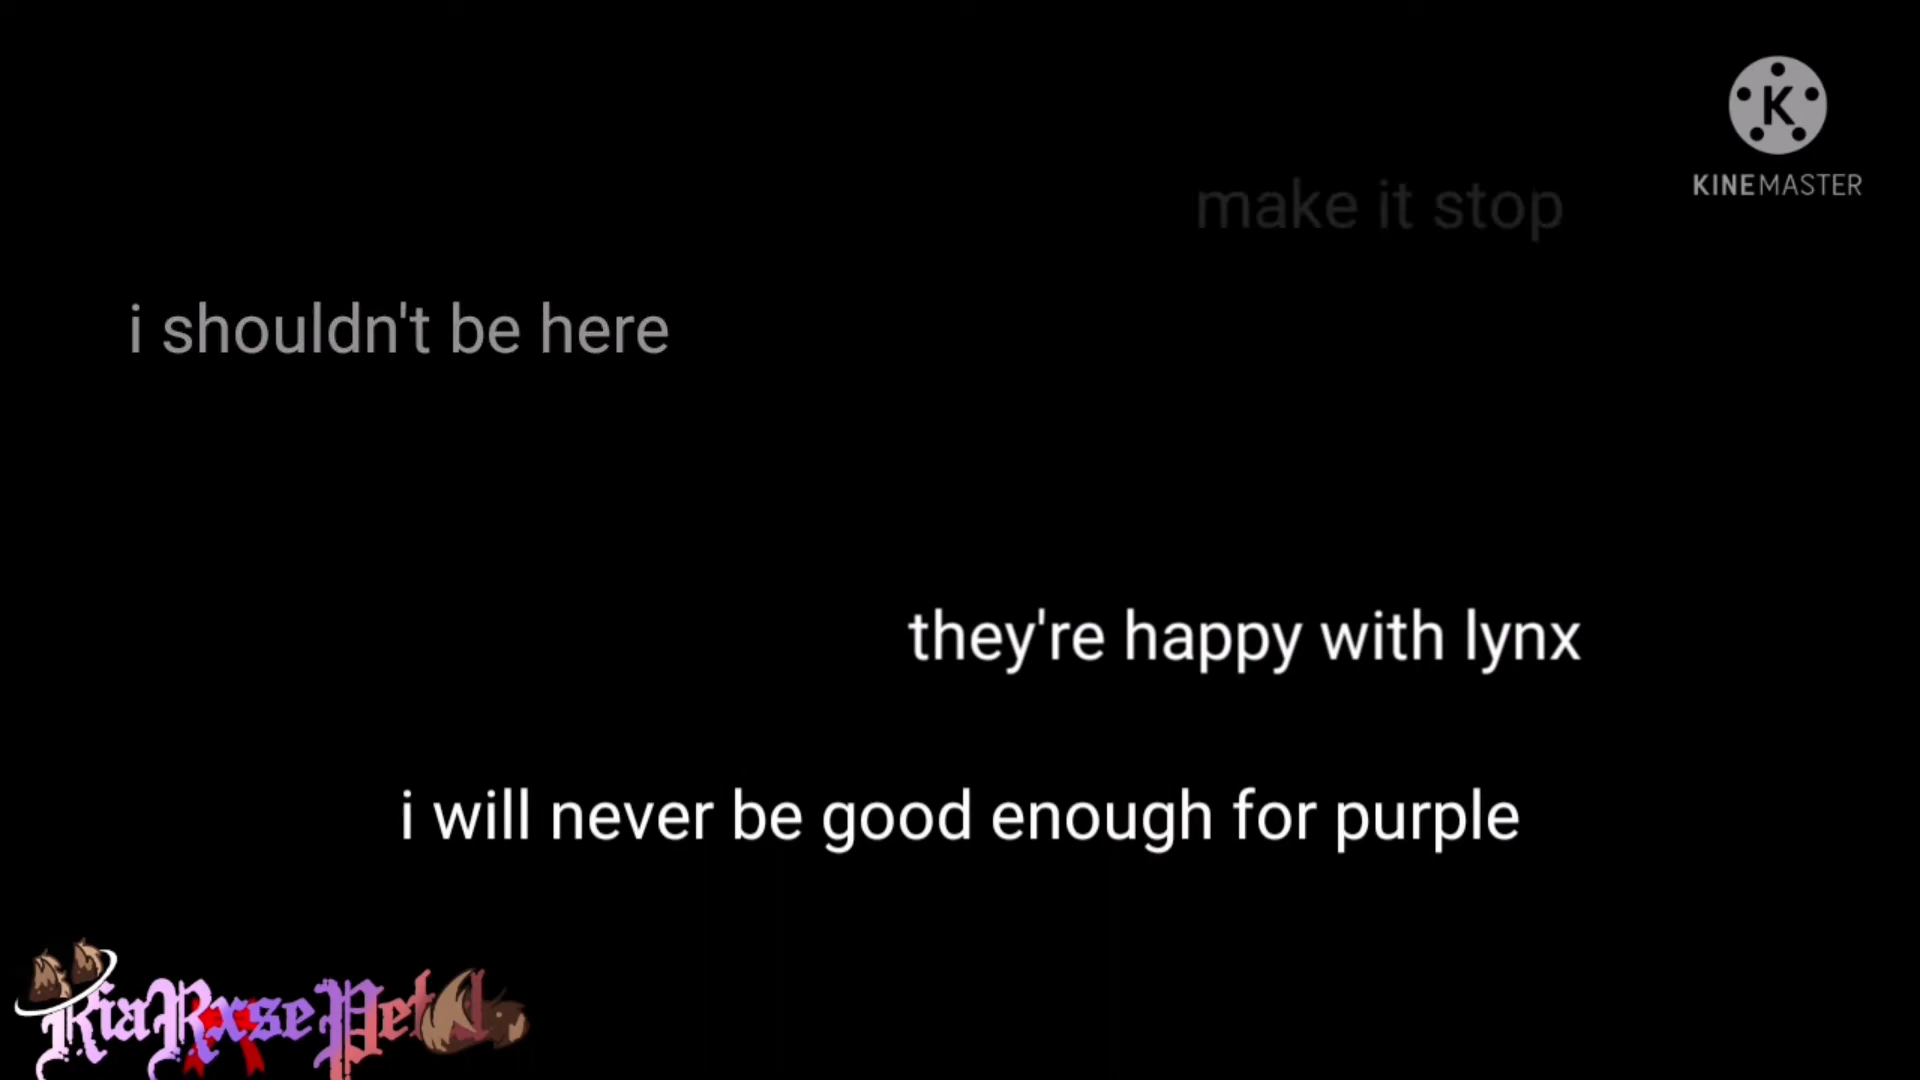 KINEMASTER
make it stop
i shouldn't be here
they're happy with lynx
i will never be good enough for purple
KiaRxsePetal